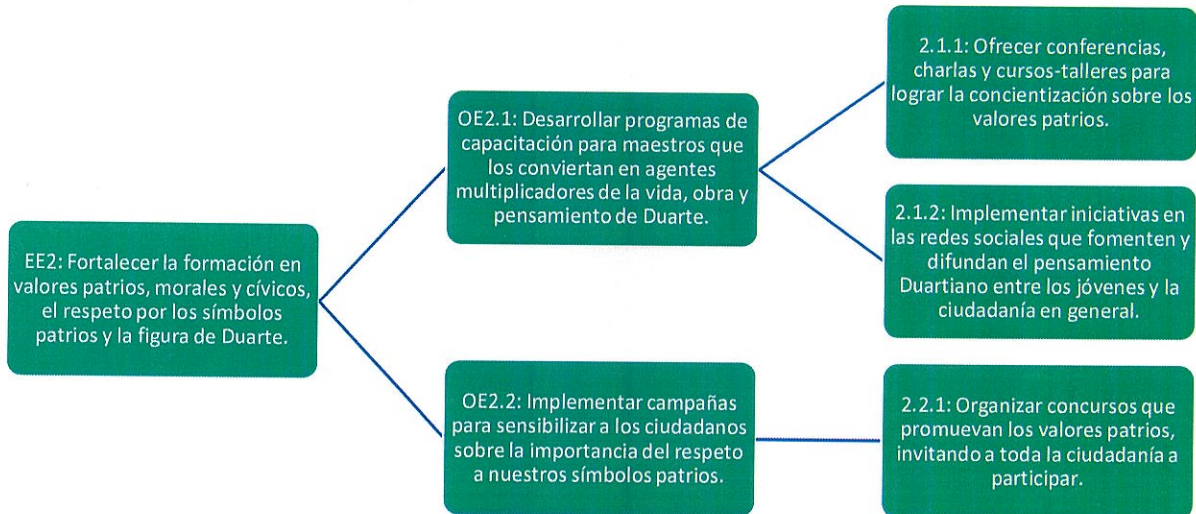 EE2: Fortalecer la formación en
valores patrios, morales y cívicos,
el respeto por los símbolos
patrios y la figura de Duarte.
OE2.1: Desarrollar programas de
capacitación para maestros que
los conviertan en agentes
multiplicadores de la vida, obra y
pensamiento de Duarte.
2.1.1: Ofrecer conferencias,
charlas y cursos-talleres para
lograr la concientización sobre los
valores patrios.
2.1.2: Implementar iniciativas en
las redes sociales que fomenten y
difundan el pensamiento
Duartiano entre los jóvenes y la
ciudadanía en general.
OE2.2: Implementar campañas
para sensibilizar a los ciudadanos
sobre la importancia del respeto
a nuestros símbolos patrios.
2.2.1: Organizar concursos que
promuevan los valores patrios,
invitando a toda la ciudadanía a
participar.